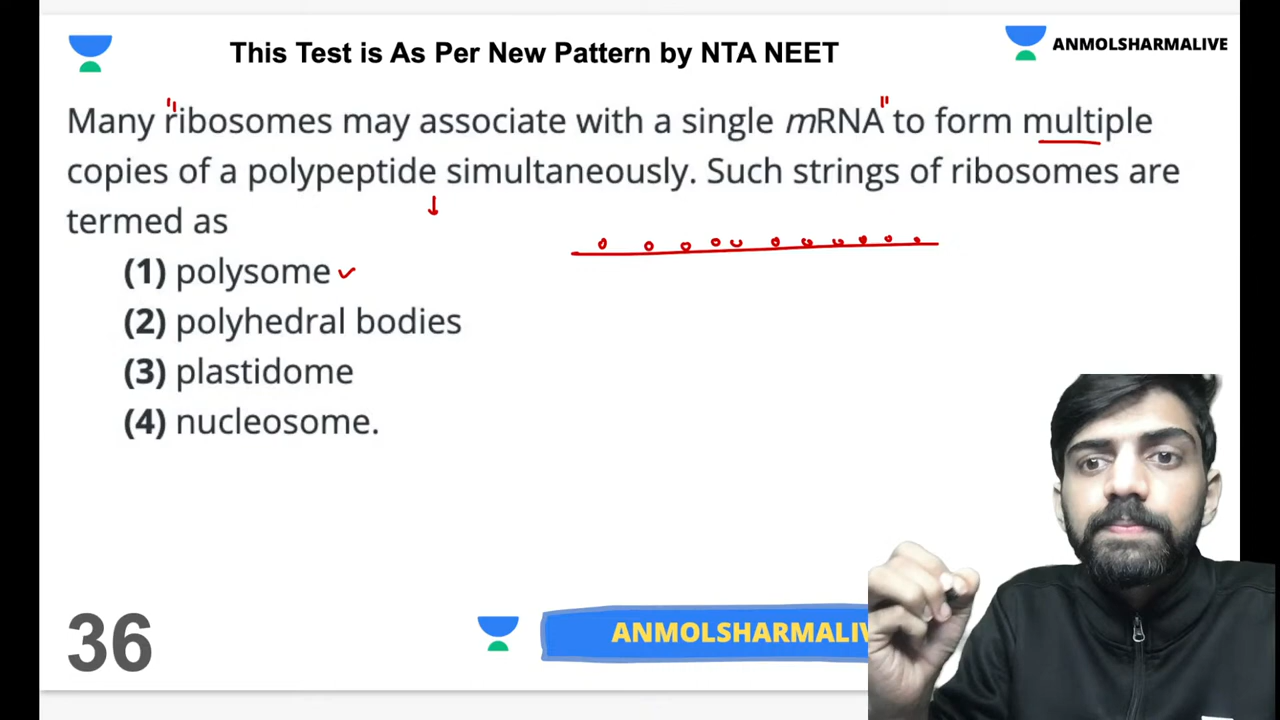 This Test is As Per New Pattern by NTA NEET
ANMOLSHARMALIVE
Many ribosomes may associate with a single mRNA to form multiple
copies of a polypeptide simultaneously. Such strings of ribosomes are
termed as
(1) polysome
(2) polyhedral bodies
(3) plastidome
(4) nucleosome.
36
ANMOLSHARMALIV